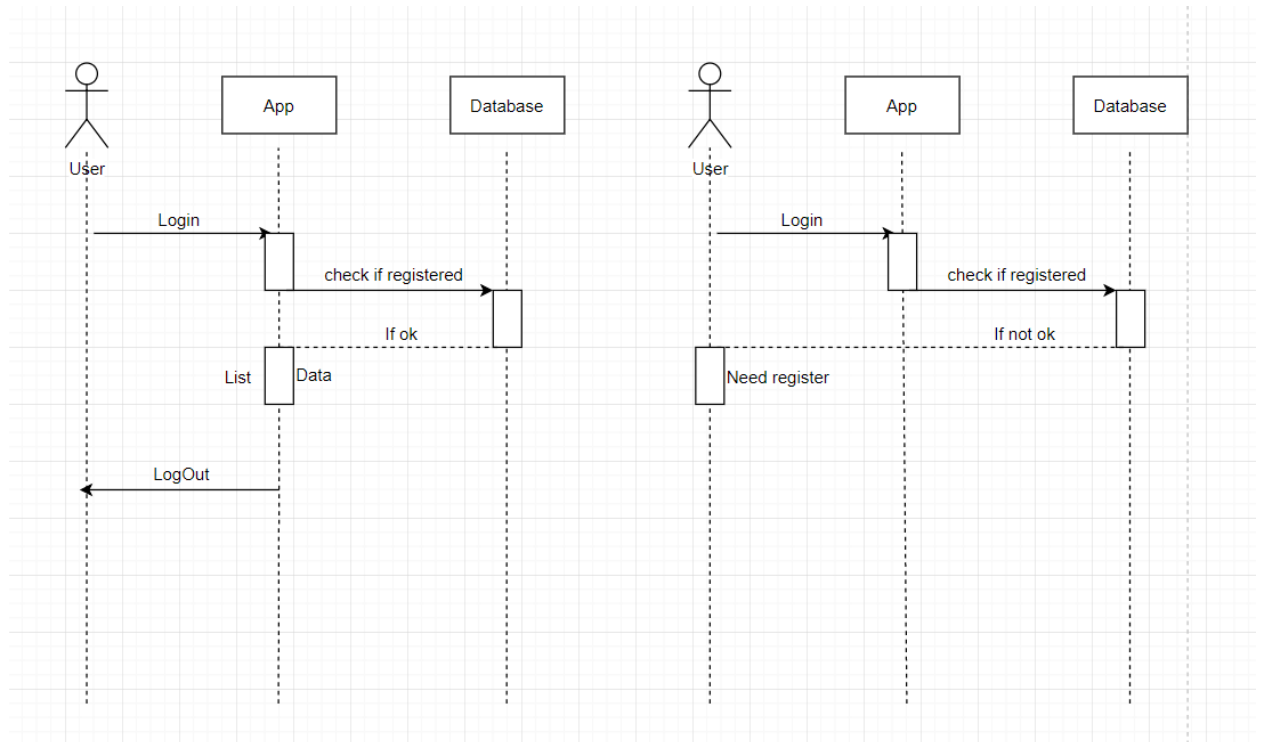 App
Database
User
Login
check if registered
If ok
List
Data
LogOut
App
Database
User
Login
check if registered
If not ok
Need register